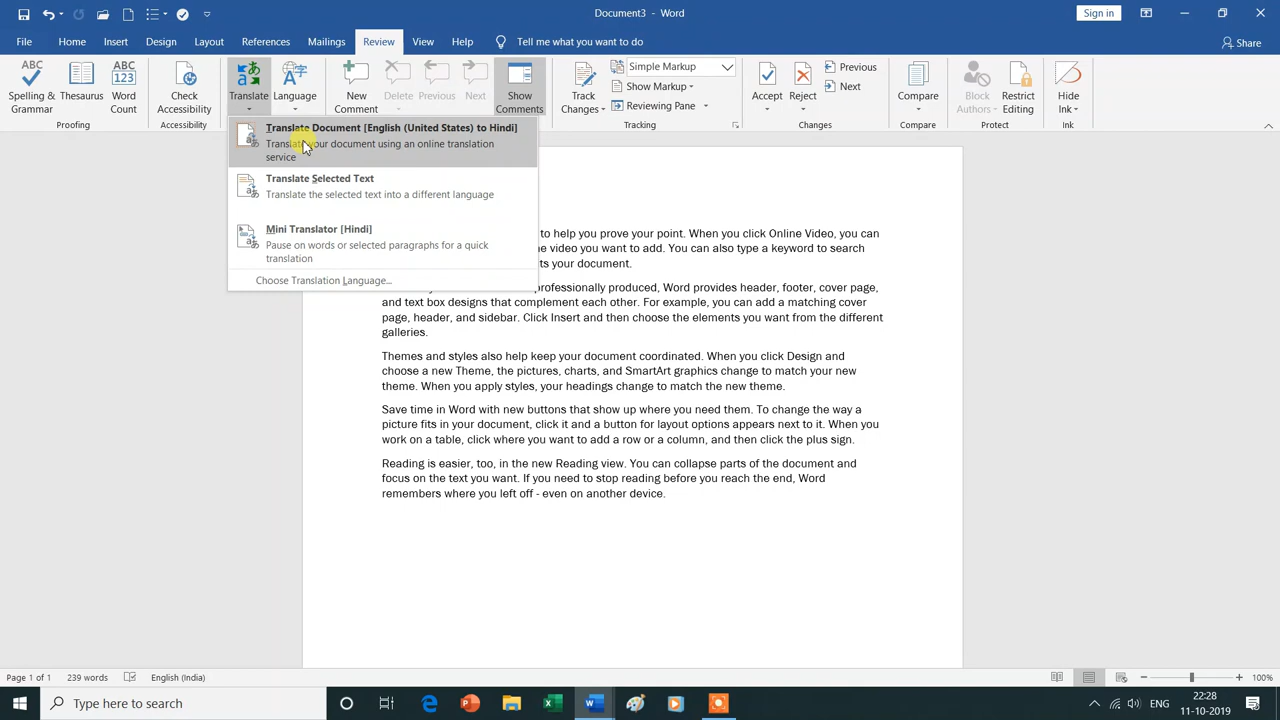 Document3 - Word
Sign in
File Home Insert Design Layout References Mailings Review View Help Tell me what you want to do Share
ABC
Spelling & Grammar
Thesaurus
ABC 123
Word Count
Check Accessibility
Translate
Language
New Comment
Delete
Previous
Next
Show Comments
Track Changes
Simple Markup
Show Markup
Reviewing Pane
Accept
Reject
Previous
Next
Compare
Block Authors
Restrict Editing
Hide Ink
Proofing
Accessibility
Tracking
Changes
Compare
Protect
Ink
Translate Document [English (United States) to Hindi]
Translate your document using an online translation
service
Translate Selected Text
Translate the selected text into a different language
Mini Translator [Hindi]
Pause on words or selected paragraphs for a quick
translation
Choose Translation Language...
to help you prove your point. When you click Online Video, you can
video you want to add. You can also type a keyword to search
your document.
professionally produced, Word provides header, footer, cover page,
and text box designs that complement each other. For example, you can add a matching cover
page, header, and sidebar. Click Insert and then choose the elements you want from the different
galleries.
Themes and styles also help keep your document coordinated. When you click Design and
choose a new Theme, the pictures, charts, and SmartArt graphics change to match your new
theme. When you apply styles, your headings change to match the new theme.
Save time in Word with new buttons that show up where you need them. To change the way a
picture fits in your document, click it and a button for layout options appears next to it. When you
work on a table, click where you want to add a row or a column, and then click the plus sign.
Reading is easier, too, in the new Reading view. You can collapse parts of the document and
focus on the text you want. If you need to stop reading before you reach the end, Word
remembers where you left off - even on another device.
Page 1 of 1 239 words English (India) 100%
Type here to search
ENG
22:28
11-10-2019